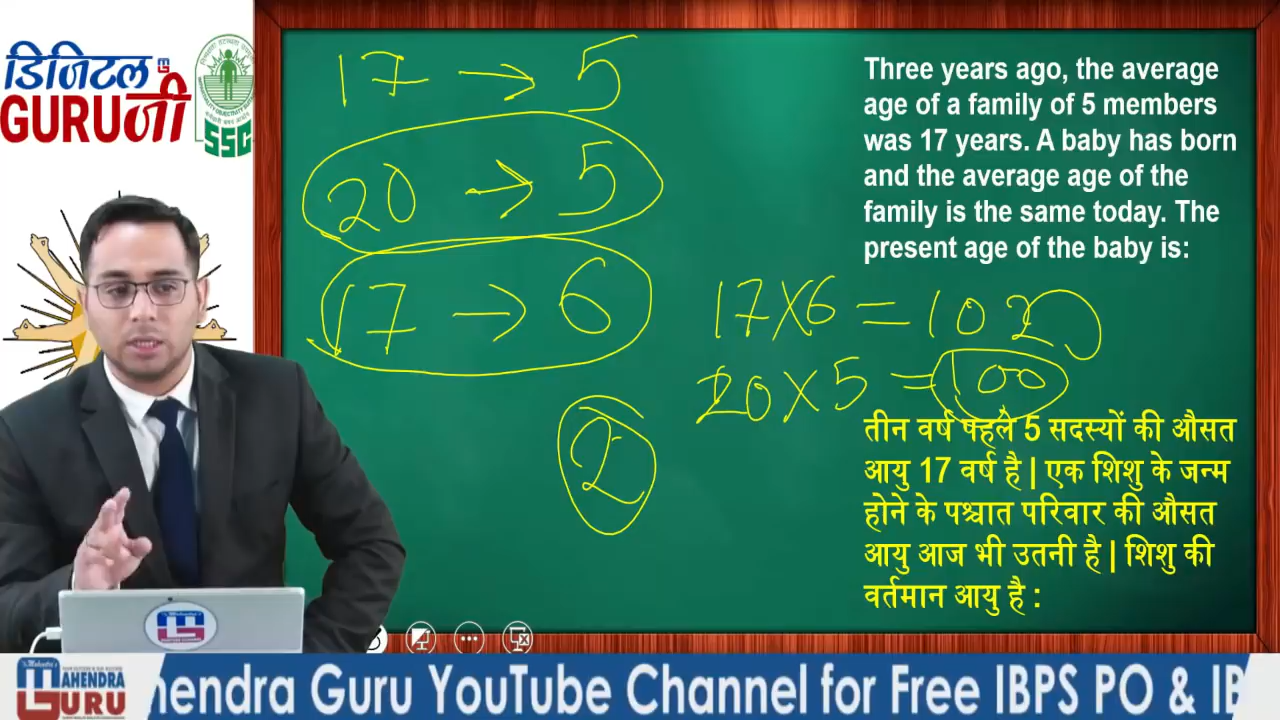 डिजिटल
GURUजी
SSC
17 → 5
20 → 5
17 → 6
2
Three years ago, the average
age of a family of 5 members
was 17 years. A baby has born
and the average age of the
family is the same today. The
present age of the baby is:
17X6 = 102
20X5 = 100
तीन वर्ष पहले 5 सदस्यों की औसत
आयु 17 वर्ष है | एक शिशु के जन्म
होने के पश्चात परिवार की औसत
आयु आज भी उतनी है | शिशु की
वर्तमान आयु है :
MAHENDRA
GURU
hendra Guru YouTube Channel for Free IBPS PO & IB